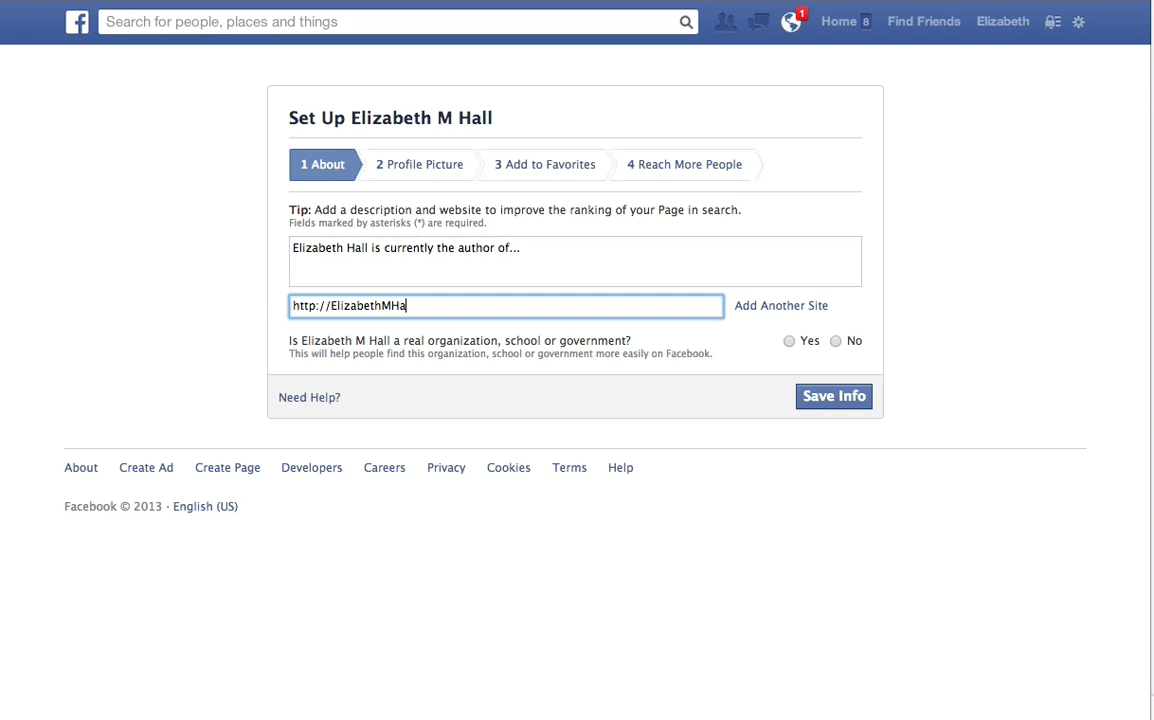 Search for people, places and things
1
Home 8 Find Friends Elizabeth
Set Up Elizabeth M Hall
1 About 2 Profile Picture 3 Add to Favorites 4 Reach More People
Tip: Add a description and website to improve the ranking of your Page in search.
Fields marked by asterisks (*) are required.
Elizabeth Hall is currently the author of...
http://ElizabethMHa Add Another Site
Is Elizabeth M Hall a real organization, school or government? Yes No
This will help people find this organization, school or government more easily on Facebook.
Need Help? Save Info
About Create Ad Create Page Developers Careers Privacy Cookies Terms Help
Facebook © 2013 · English (US)